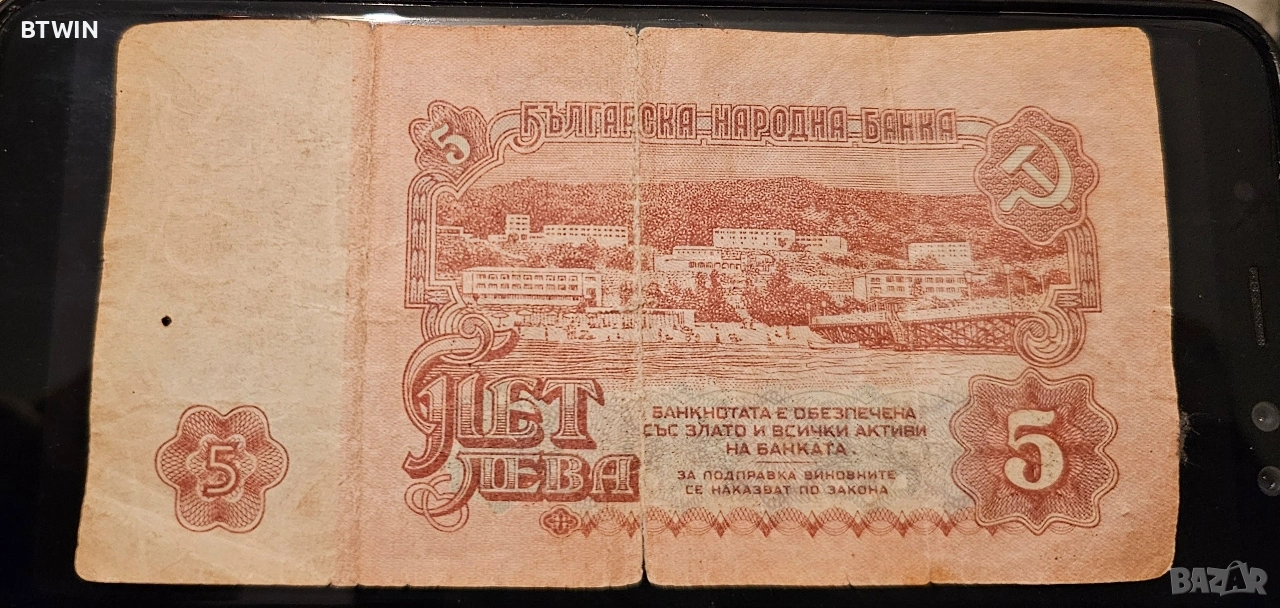 BTWIN
5
БЪЛГАРСКА НАРОДНА БАНКА
ПЕТ
ЛЕВА
БАНКНОТАТА Е ОБЕЗПЕЧЕНА
СЪС ЗЛАТО И ВСИЧКИ АКТИВИ
НА БАНКАТА.
ЗА ПОДПРАВКА ВИНОВНИТЕ
СЕ НАКАЗВАТ ПО ЗАКОНА
5
5
BAZAR